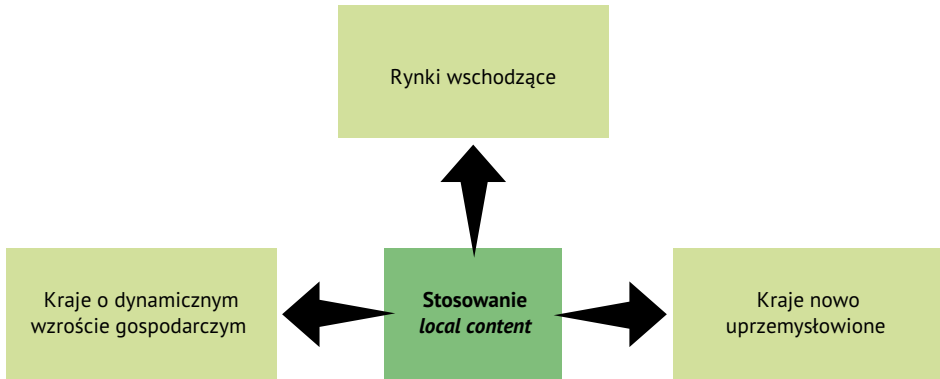 Rynki wschodzące
Kraje o dynamicznym
wzroście gospodarczym
Stosowanie
local content
Kraje nowo
uprzemysłowione